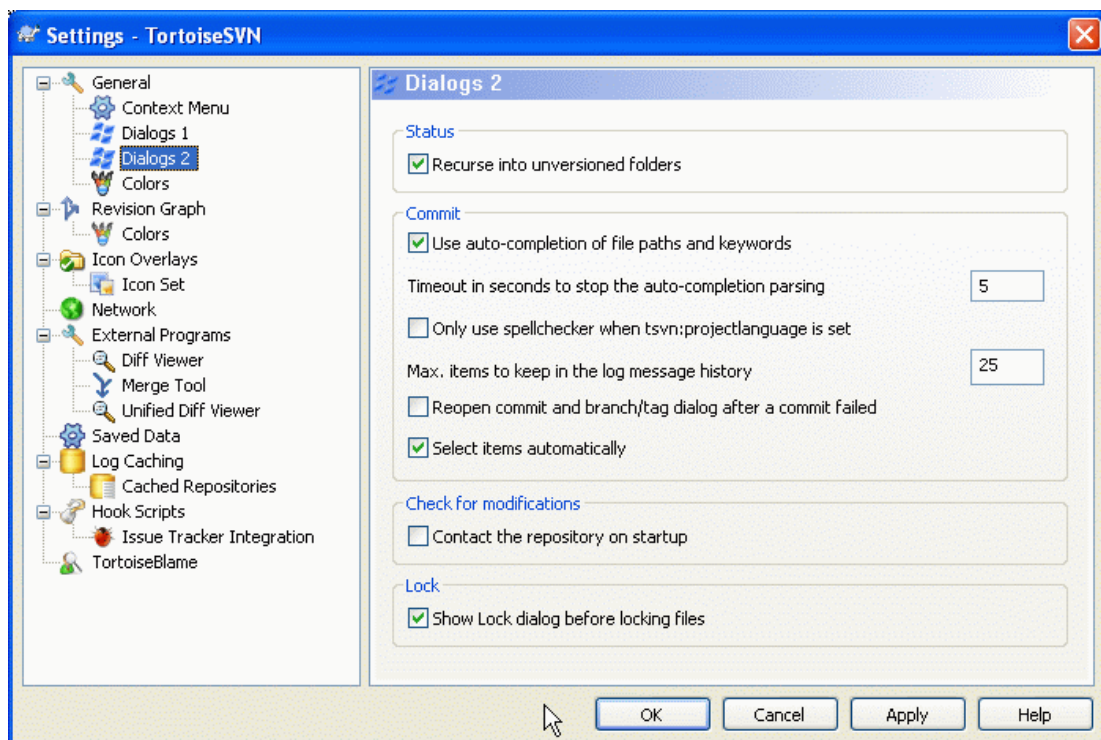 Settings - TortoiseSVN
General
Context Menu
Dialogs 1
Dialogs 2
Colors
Revision Graph
Colors
Icon Overlays
Icon Set
Network
External Programs
Diff Viewer
Merge Tool
Unified Diff Viewer
Saved Data
Log Caching
Cached Repositories
Hook Scripts
Issue Tracker Integration
TortoiseBlame
Dialogs 2
Status
Recurse into unversioned folders
Commit
Use auto-completion of file paths and keywords
Timeout in seconds to stop the auto-completion parsing 5
Only use spellchecker when tsvn:projectlanguage is set
Max. items to keep in the log message history 25
Reopen commit and branch/tag dialog after a commit failed
Select items automatically
Check for modifications
Contact the repository on startup
Lock
Show Lock dialog before locking files
OK Cancel Apply Help